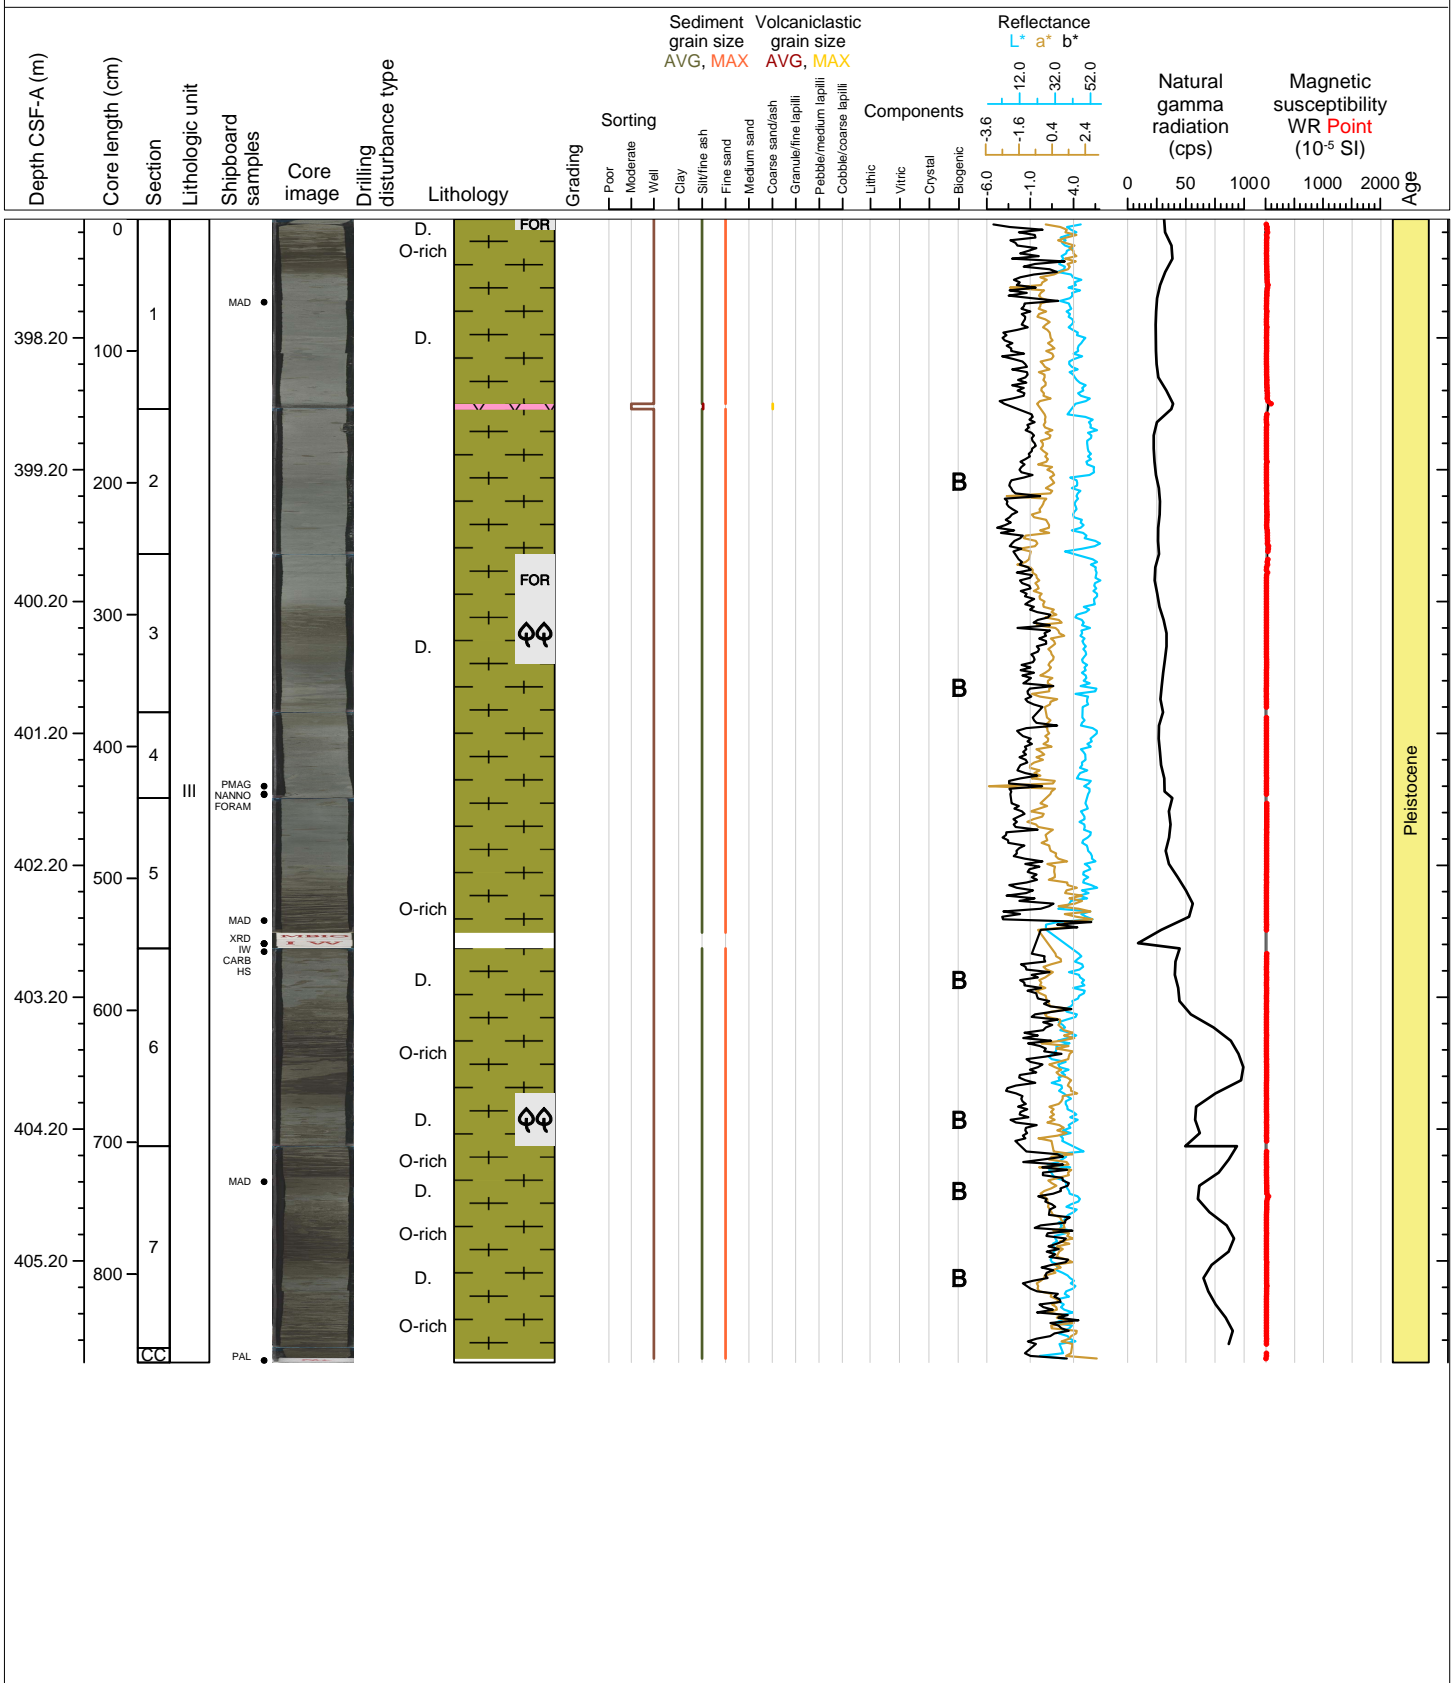 Depth CSF-A (m)
Core length (cm)
Section
Lithologic unit
Shipboard
samples
Core
image
Drilling
disturbance type
Lithology
Grading
Sorting
Poor
Moderate
Well
Sediment
grain size
AVG, MAX
Volcaniclastic
grain size
AVG, MAX
Clay
Silt/fine ash
Fine sand
Medium sand
Coarse sand/ash
Granule/fine lapilli
Pebble/medium lapilli
Cobble/coarse lapilli
Components
Lithic
Vitric
Crystal
Biogenic
Reflectance
L* a* b*
12.0 32.0 52.0
-3.6 -1.6 0.4 2.4
-6.0 -1.0 4.0
Natural
gamma
radiation
(cps)
0 50 100
Magnetic
susceptibility
WR Point
(10-5 SI)
0 1000 2000
Age
0
D.
FOR
O-rich
MAD
1
398.20
D.
100
399.20
200
2
B
FOR
400.20
300
3
D.
B
401.20
400
4
PMAG
III
NANNO
FORAM
Pleistocene
402.20
500
5
O-rich
MAD
XRD
MBIO
IW
IW
CARB
HS
D.
B
403.20
600
6
O-rich
404.20
D.
B
700
O-rich
MAD
D.
B
O-rich
7
405.20
800
D.
B
O-rich
CC
PAL
PAL